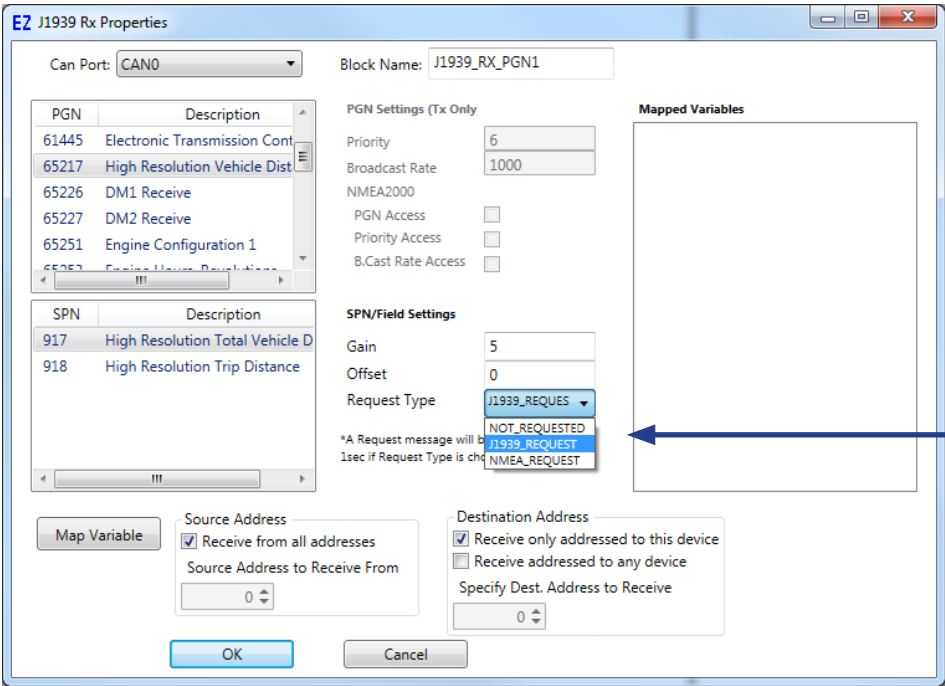 EZ J1939 Rx Properties
Can Port: CAN0
Block Name: J1939_RX_PGN1
PGN Description
61445 Electronic Transmission Cont
65217 High Resolution Vehicle Dist
65226 DM1 Receive
65227 DM2 Receive
65251 Engine Configuration 1
PGN Settings (Tx Only
Priority 6
Broadcast Rate 1000
NMEA2000
PGN Access
Priority Access
B.Cast Rate Access
Mapped Variables
SPN Description
917 High Resolution Total Vehicle D
918 High Resolution Trip Distance
SPN/Field Settings
Gain 5
Offset 0
Request Type J1939_REQUES
NOT_REQUESTED
J1939_REQUEST
NMEA_REQUEST
*A Request message will b
1sec if Request Type is cho
Map Variable
Source Address
Receive from all addresses
Source Address to Receive From
0
Destination Address
Receive only addressed to this device
Receive addressed to any device
Specify Dest. Address to Receive
0
OK
Cancel